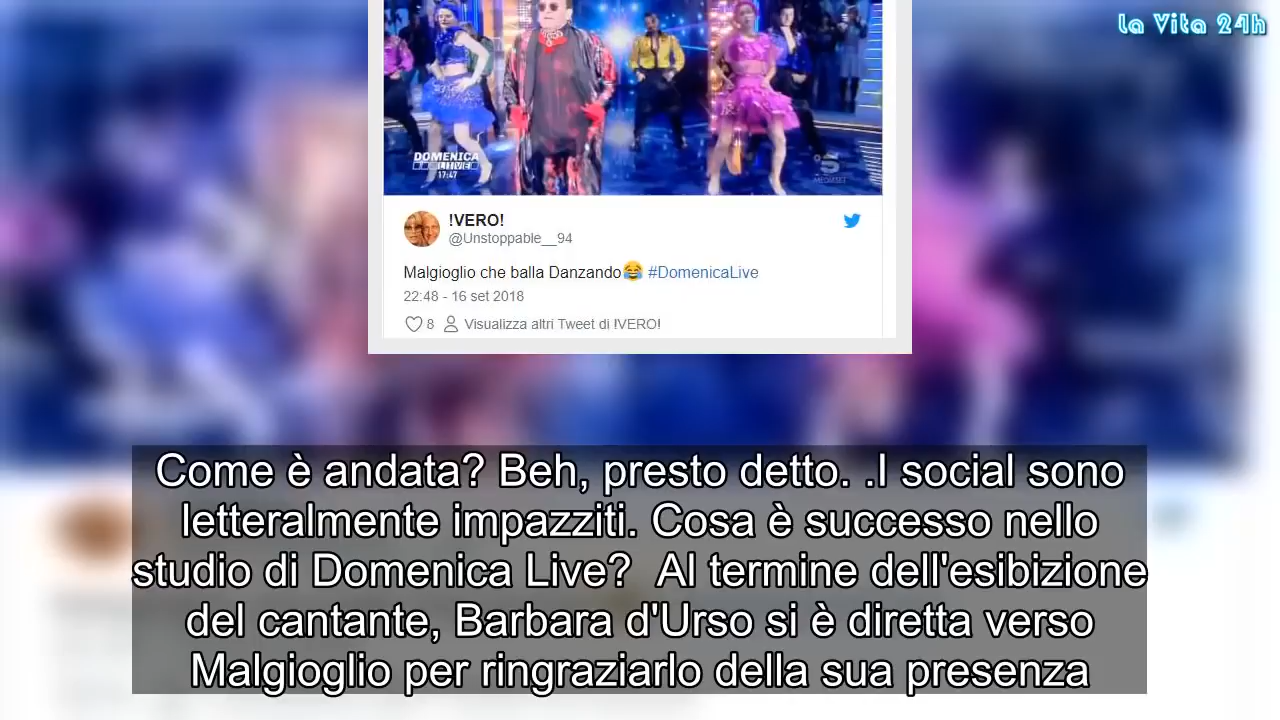 La Vita 24h
DOMENICA
LIVE
17:47
5
MEDIASET
!VERO!
@Unstoppable__94
Malgioglio che balla Danzando😂 #DomenicaLive
22:48 - 16 set 2018
8 Visualizza altri Tweet di !VERO!
Come è andata? Beh, presto detto. .I social sono
letteralmente impazziti. Cosa è successo nello
studio di Domenica Live?  Al termine dell'esibizione
del cantante, Barbara d'Urso si è diretta verso
Malgioglio per ringraziarlo della sua presenza